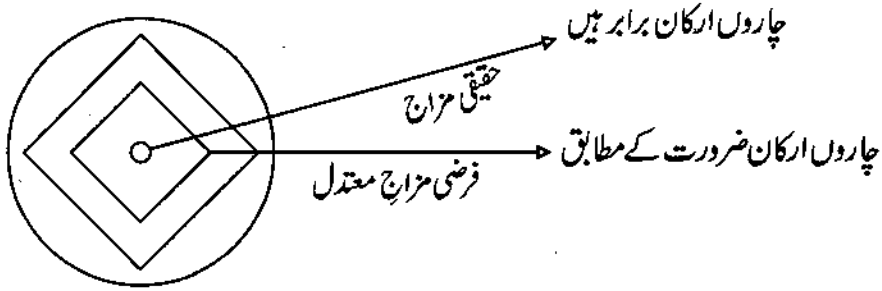 چاروں ارکان برابر ہیں
حقیقی مزاج
چاروں ارکان ضرورت کے مطابق
فرضی مزاجِ معتدل